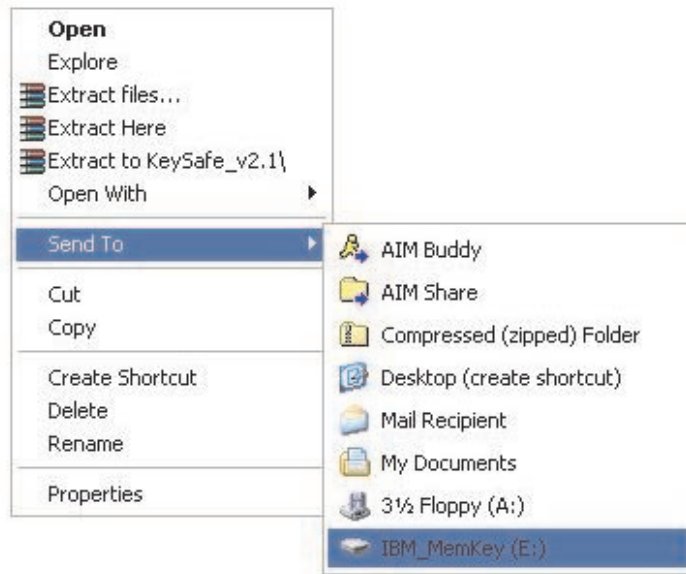 Open
Explore
Extract files...
Extract Here
Extract to KeySafe_v2.1\
Open With
Send To
Cut
Copy
Create Shortcut
Delete
Rename
Properties
AIM Buddy
AIM Share
Compressed (zipped) Folder
Desktop (create shortcut)
Mail Recipient
My Documents
3½ Floppy (A:)
IBM_MemKey (E:)